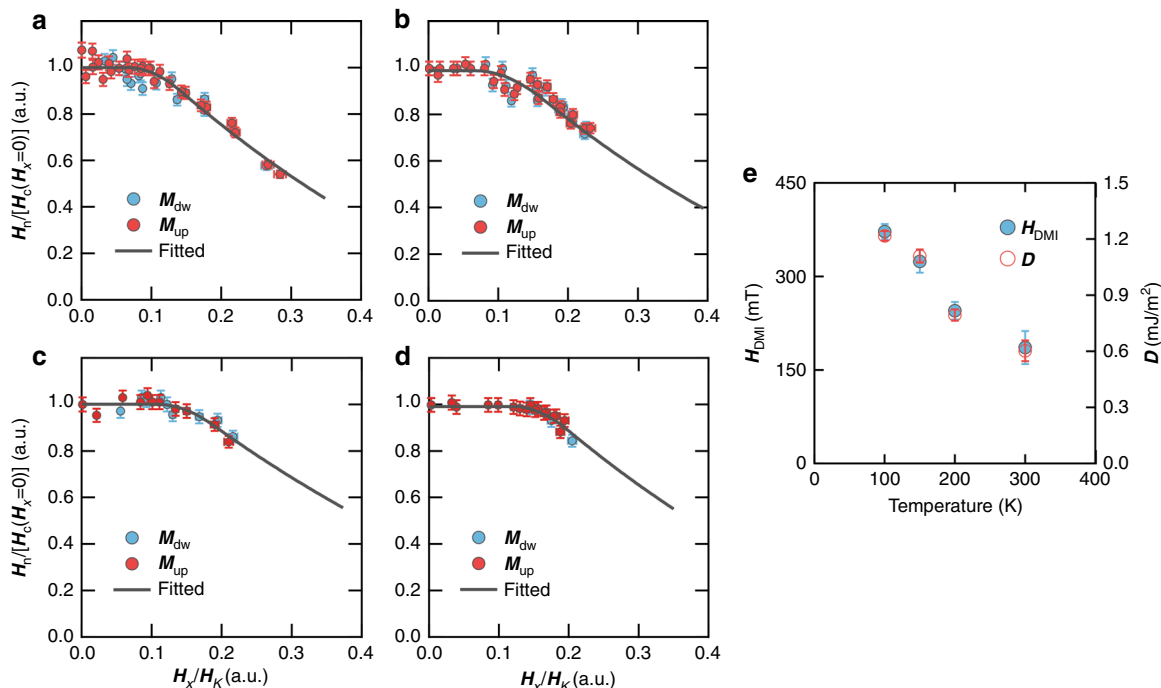 a
H_n/[H_c(H_x=0)] (a.u.)
1.0
0.8
0.6
0.4
0.2
0.0
M_dw
M_up
Fitted
0.0 0.1 0.2 0.3 0.4
b
1.0
0.8
0.6
0.4
0.2
0.0
M_dw
M_up
Fitted
0.0 0.1 0.2 0.3 0.4
c
H_n/[H_c(H_x=0)] (a.u.)
1.0
0.8
0.6
0.4
0.2
0.0
M_dw
M_up
Fitted
0.0 0.1 0.2 0.3 0.4
H_x/H_K (a.u.)
d
1.0
0.8
0.6
0.4
0.2
0.0
M_dw
M_up
Fitted
0.0 0.1 0.2 0.3 0.4
H_x/H_K (a.u.)
e
H_DMI (mT)
450
300
150
0
H_DMI
D
1.5
1.2
0.9
0.6
0.3
0.0
D (mJ/m²)
0 100 200 300 400
Temperature (K)